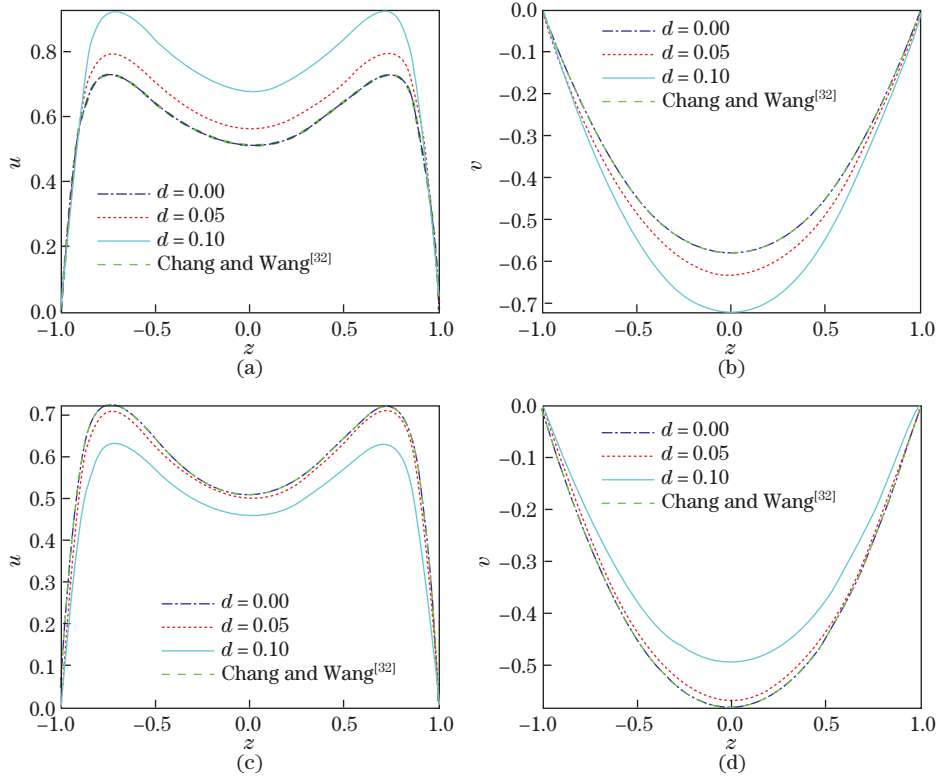 0.8
0.6
0.4
0.2
0.0
u
d = 0.00
d = 0.05
d = 0.10
Chang and Wang[32]
−1.0 −0.5 0.0 0.5 1.0
z
(a)
0.0
−0.1
−0.2
−0.3
−0.4
−0.5
−0.6
−0.7
v
d = 0.00
d = 0.05
d = 0.10
Chang and Wang[32]
−1.0 −0.5 0.0 0.5 1.0
z
(b)
0.7
0.6
0.5
0.4
0.3
0.2
0.1
0.0
u
d = 0.00
d = 0.05
d = 0.10
Chang and Wang[32]
−1.0 −0.5 0.0 0.5 1.0
z
(c)
0.0
−0.1
−0.2
−0.3
−0.4
−0.5
v
d = 0.00
d = 0.05
d = 0.10
Chang and Wang[32]
−1.0 −0.5 0.0 0.5 1.0
z
(d)